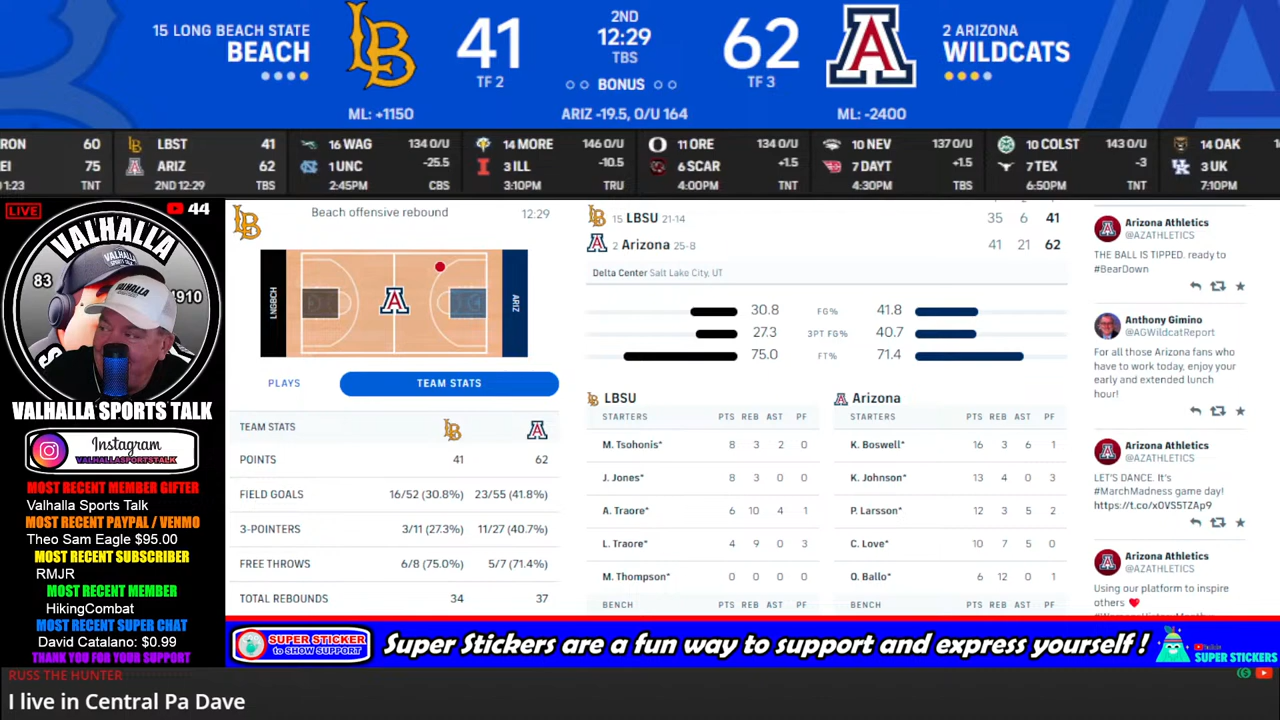 15 LONG BEACH STATE
BEACH
LB
41
TF 2
2ND
12:29
TBS
BONUS
62
TF 3
A
2 ARIZONA
WILDCATS
ML: +1150
ARIZ -19.5, 0/U 164
ML: -2400
RON 60
EI 75
1:23 TNT
LBST 41
ARIZ 62
2ND 12:29 TBS
16 WAG 134 O/U
1 UNC -25.5
2:45PM CBS
14 MORE 146 O/U
3 ILL -10.5
3:10PM TRU
11 ORE 134 O/U
6 SCAR +1.5
4:00PM TNT
10 NEV 137 O/U
7 DAYT +1.5
4:30PM TBS
10 COLST 143 O/U
7 TEX -3
6:50PM TNT
14 OAK
3 UK
7:10PM
LIVE
44
VALHALLA
83
4910
VALHALLA
VALHALLA SPORTS TALK
Instagram
VALHALLASPORTSTALK
MOST RECENT MEMBER GIFTER
Valhalla Sports Talk
MOST RECENT PAYPAL / VENMO
Theo Sam Eagle $95.00
MOST RECENT SUBSCRIBER
RMJR
MOST RECENT MEMBER
HikingCombat
MOST RECENT SUPER CHAT
David Catalano: $0.99
THANK YOU FOR YOUR SUPPORT
Beach offensive rebound 12:29
LNGBCH
A
ARIZ
PLAYS
TEAM STATS
TEAM STATS
POINTS 41 62
FIELD GOALS 16/52 (30.8%) 23/55 (41.8%)
3-POINTERS 3/11 (27.3%) 11/27 (40.7%)
FREE THROWS 6/8 (75.0%) 5/7 (71.4%)
TOTAL REBOUNDS 34 37
15 LBSU 21-14 35 6 41
2 Arizona 25-8 41 21 62
Delta Center Salt Lake City, UT
30.8 FG% 41.8
27.3 3PT FG% 40.7
75.0 FT% 71.4
LBSU
STARTERS PTS REB AST PF
M. Tsohonis* 8 3 2 0
J. Jones* 8 3 0 0
A. Traore* 6 10 4 1
L. Traore* 4 9 0 3
M. Thompson* 0 0 0 0
BENCH PTS REB AST PF
Arizona
STARTERS PTS REB AST PF
K. Boswell* 16 3 6 1
K. Johnson* 13 4 0 3
P. Larsson* 12 3 5 2
C. Love* 10 7 5 0
O. Ballo* 6 12 0 1
BENCH PTS REB AST PF
Arizona Athletics
@AZATHLETICS
THE BALL IS TIPPED. ready to
#BearDown
Anthony Gimino
@AGWildcatReport
For all those Arizona fans who
have to work today, enjoy your
early and extended lunch
hour!
Arizona Athletics
@AZATHLETICS
LET'S DANCE. It's
#MarchMadness game day!
https://t.co/xOVS5TZAp9
Arizona Athletics
@AZATHLETICS
Using our platform to inspire
others
SUPER STICKER
to SHOW SUPPORT
Super Stickers are a fun way to support and express yourself !
SUPER STICKERS
RUSS THE HUNTER
I live in Central Pa Dave